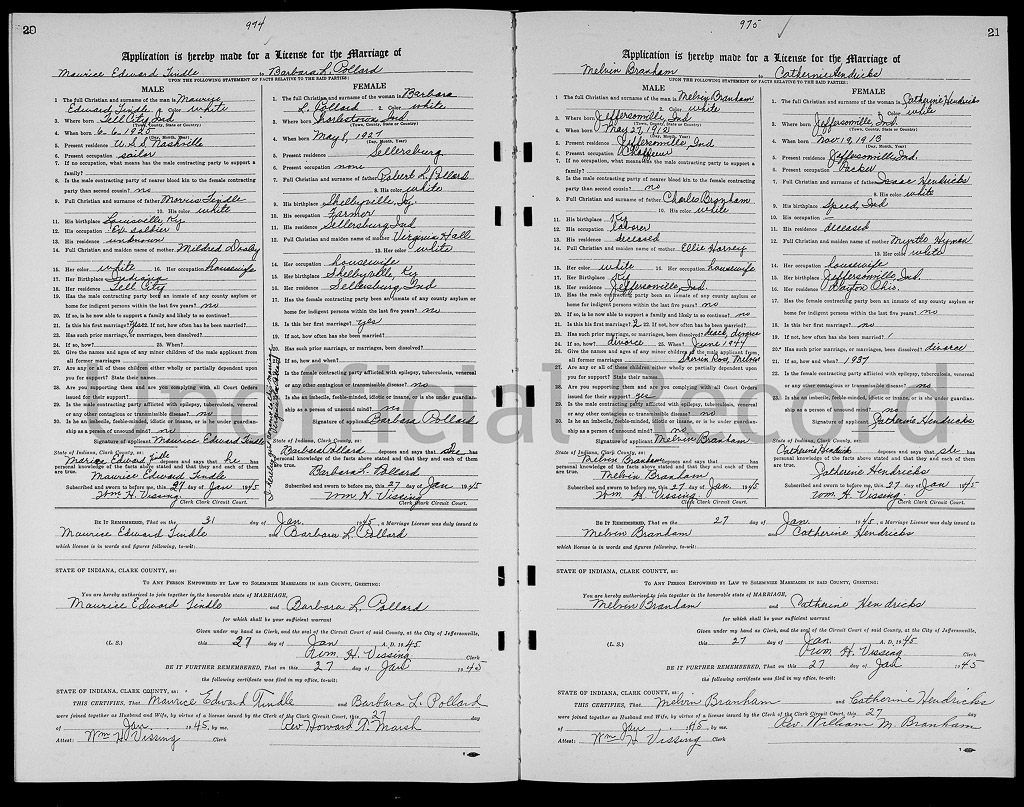 20
974
Application is hereby made for a License for the Marriage of
Maurice Edward Tindle to Barbara L. Pollard
UPON THE FOLLOWING STATEMENT OF FACTS RELATIVE TO THE SAID PARTIES:
MALE
1. The full Christian and surname of the man is Maurice
Edward Tindle 2. Color white
3. Where born Tell City Ind
(Town, County, State or Country)
4. When born 6-6-1925
(Day, Month, Year)
5. Present residence U.S.S. Nashville
6. Present occupation sailor
7. If no occupation, what means has the male contracting party to support a
family?
8. Is the male contracting party of nearer blood kin to the female contracting
party than second cousin? no
9. Full Christian and surname of father Morris Tindle
10. His color white
11. His birthplace Louisville, Ky
12. His occupation soldier
13. His residence unknown
14. Full Christian and maiden name of mother Mildred
15. Her color white 16. Her occupation housewife
17. Her Birthplace Indiana
18. Her residence Tell City
19. Has the male contracting party been an inmate of any county asylum or
home for indigent persons within the last five years? no
20. If so, is he now able to support a family and likely to so continue?
21. Is this his first marriage? Yes 22. If not, how often has he been married?
23. Has such prior marriage, or marriages, been dissolved?
24. If so, how? 25. When?
26. Give the names and ages of any minor children of the male applicant from
all former marriages
27. Are any or all of these children either wholly or partially dependent upon
you for support? State their names
28. Are you supporting them and are you complying with all Court Orders
issued for their support?
29. Is the male contracting party afflicted with epilepsy, tuberculosis, venereal
or any other contagious or transmissible disease? no
30. Is he an imbecile, feeble-minded, idiotic or insane, or is he under guardian-
ship as a person of unsound mind? no
Signature of applicant Maurice Edward Tindle
State of Indiana, Clark County, ss:
Maurice Edward Tindle deposes and says that he has
personal knowledge of the facts above stated and that they and each of them
are true.
Maurice Edward Tindle
Subscribed and sworn to before me, this 27 day of Jan 1945
Wm. H. Vissing
Clerk Clark Circuit Court
FEMALE
1. The full Christian and surname of the woman is Barbara
L. Pollard 2. Color white
3. Where born Charlestown Ind
(Town, County, State or Country)
4. When born May 8, 1927
(Day, Month, Year)
5. Present residence Sellersburg
6. Present occupation none
7. Full Christian and surname of father Robert L. Pollard
8. His color white
9. His birthplace Shelbyville, Ky.
10. His occupation Farmer
11. His residence Sellersburg Ind
12. Full Christian and maiden name of mother Virginia Hall
13. Her color white
14. Her occupation housewife
15. Her birthplace Shelbyville, Ky
16. Her residence Sellersburg Ind
17. Has the female contracting party been an inmate of any county asylum or
home for indigent persons within the last five years? no
18. Is this her first marriage? yes
19. If not, how often has she been married?
20. Has such prior marriage, or marriages, been dissolved?
21. If so, how and when?
22. Is the female contracting party afflicted with epilepsy, tuberculosis, venereal
or any other contagious or transmissible disease? no
23. Is she an imbecile, feeble-minded, idiotic or insane, or is she under guardian-
ship as a person of unsound mind? no
Signature of applicant Barbara Pollard
State of Indiana, Clark County, ss:
Barbara Pollard deposes and says that she has
personal knowledge of the facts above stated and that they and each of them
are true.
Barbara L. Pollard
Subscribed and sworn to before me, this 27 day of Jan 1945
Wm. H. Vissing
Clerk Clark Circuit Court
BE IT REMEMBERED, That on the 31 day of Jan. 1945, a Marriage License was duly issued to
Maurice Edward Tindle and Barbara L. Pollard
which license is in words and figures following, to-wit:
STATE OF INDIANA, CLARK COUNTY, ss:
TO ANY PERSON EMPOWERED BY LAW TO SOLEMNIZE MARRIAGES IN SAID COUNTY, GREETING:
You are hereby authorized to join together in the honorable state of MARRIAGE,
Maurice Edward Tindle and Barbara L. Pollard
for which shall be your sufficient warrant
Given under my hand as Clerk, and the seal of the Circuit Court of said County, at the City of Jeffersonville,
(L. S.) this 27 day of Jan A. D. 1945
Wm. H. Vissing Clerk
BE IT FURTHER REMEMBERED, That on this 27 day of Jan 1945
the following certificate was filed in my office, to-wit:
STATE OF INDIANA, CLARK COUNTY, ss:
THIS CERTIFIES, That Maurice Edward Tindle and Barbara L. Pollard
were joined together as Husband and Wife, by virtue of a license issued by the Clerk of the Clark Circuit Court, this 27 day
of Jan. 1945, by me. Rev Howard W. Marsh
Attest: Wm H Vissing Clerk
975
21
Application is hereby made for a License for the Marriage of
Melvin Branham to Catherine Hendricks
UPON THE FOLLOWING STATEMENT OF FACTS RELATIVE TO THE SAID PARTIES:
MALE
1. The full Christian and surname of the man is Melvin Branham
2. Color white
3. Where born Jeffersonville, Ind
(Town, County, State or Country)
4. When born May 27, 1912
(Day, Month, Year)
5. Present residence Jeffersonville, Ind
6. Present occupation
7. If no occupation, what means has the male contracting party to support a
family?
8. Is the male contracting party of nearer blood kin to the female contracting
party than second cousin? no
9. Full Christian and surname of father Charles Branham
10. His color white
11. His birthplace Ky
12. His occupation laborer
13. His residence deceased
14. Full Christian and maiden name of mother Ellie Harvey
15. Her color white 16. Her occupation housewife
17. Her Birthplace Ky
18. Her residence Jeffersonville, Ind.
19. Has the male contracting party been an inmate of any county asylum or
home for indigent persons within the last five years? no
20. If so, is he now able to support a family and likely to so continue? no
21. Is this his first marriage? 2 22. If not, how often has he been married?
23. Has such prior marriage, or marriages, been dissolved? dead, divorce
24. If so, how? divorce 25. When? June 1944
26. Give the names and ages of any minor children of the male applicant from
all former marriages
27. Are any or all of these children either wholly or partially dependent upon
you for support? State their names
28. Are you supporting them and are you complying with all Court Orders
issued for their support? yes
29. Is the male contracting party afflicted with epilepsy, tuberculosis, venereal
or any other contagious or transmissible disease? no
30. Is he an imbecile, feeble-minded, idiotic or insane, or is he under guardian-
ship as a person of unsound mind? no
Signature of applicant Melvin Branham
State of Indiana, Clark County, ss:
Melvin Branham deposes and says that he has
personal knowledge of the facts above stated and that they and each of them
are true.
Melvin Branham
Subscribed and sworn to before me, this 27 day of Jan. 1945
Wm. H. Vissing
Clerk Clark Circuit Court
FEMALE
1. The full Christian and surname of the woman is Catherine Hendricks
2. Color white
3. Where born Jeffersonville, Ind
(Town, County, State or Country)
4. When born Nov 19, 1913
(Day, Month, Year)
5. Present residence Jeffersonville, Ind.
6. Present occupation Packer
7. Full Christian and surname of father Isaac Hendricks
8. His color white
9. His birthplace Speed, Ind
10. His occupation
11. His residence deceased
12. Full Christian and maiden name of mother Myrtle Hyman
13. Her color white
14. Her occupation housewife
15. Her birthplace Jeffersonville, Ind.
16. Her residence Dayton Ohio.
17. Has the female contracting party been an inmate of any county asylum or
home for indigent persons within the last five years? no
18. Is this her first marriage? no
19. If not, how often has she been married? 1
20. Has such prior marriage, or marriages, been dissolved? divorce
21. If so, how and when? 1937
22. Is the female contracting party afflicted with epilepsy, tuberculosis, venereal
or any other contagious or transmissible disease? no
23. Is she an imbecile, feeble-minded, idiotic or insane, or is she under guardian-
ship as a person of unsound mind? no
Signature of applicant Catherine Hendricks
State of Indiana, Clark County, ss:
Catherine Hendricks deposes and says that she has
personal knowledge of the facts above stated and that they and each of them
are true.
Catherine Hendricks
Subscribed and sworn to before me, this 27 day of Jan 1945
Wm. H. Vissing
Clerk Clark Circuit Court
BE IT REMEMBERED, That on the 27 day of Jan. 1945, a Marriage License was duly issued to
Melvin Branham and Catherine Hendricks
which license is in words and figures following, to-wit:
STATE OF INDIANA, CLARK COUNTY, ss:
TO ANY PERSON EMPOWERED BY LAW TO SOLEMNIZE MARRIAGES IN SAID COUNTY, GREETING:
You are hereby authorized to join together in the honorable state of MARRIAGE,
Melvin Branham and Catherine Hendricks
for which shall be your sufficient warrant
Given under my hand as Clerk, and the seal of the Circuit Court of said County, at the City of Jeffersonville,
(L. S.) this 27 day of Jan. A. D. 1945
Wm. H. Vissing Clerk
BE IT FURTHER REMEMBERED, That on this 27 day of Jan 1945
the following certificate was filed in my office, to-wit:
STATE OF INDIANA, CLARK COUNTY, ss:
THIS CERTIFIES, That Melvin Branham and Catherine Hendricks
were joined together as Husband and Wife, by virtue of a license issued by the Clerk of the Clark Circuit Court, this 27 day
of Jan 1945, by me. Rev. William M. Branham
Attest: Wm H Vissing Clerk
Unofficial Record